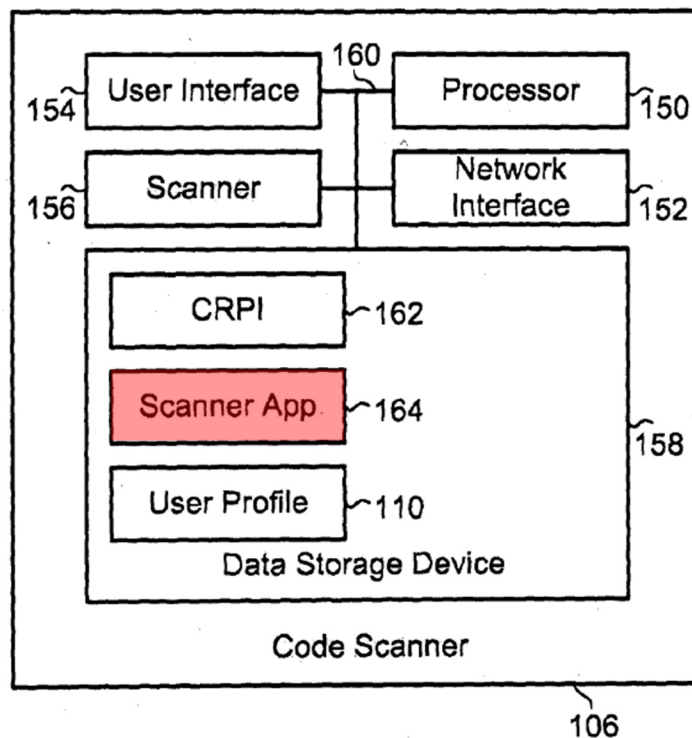 160
User Interface
Processor
154
150
Scanner
Network
Interface
156
152
CRPI
162
Scanner App
164
158
User Profile
110
Data Storage Device
Code Scanner
106